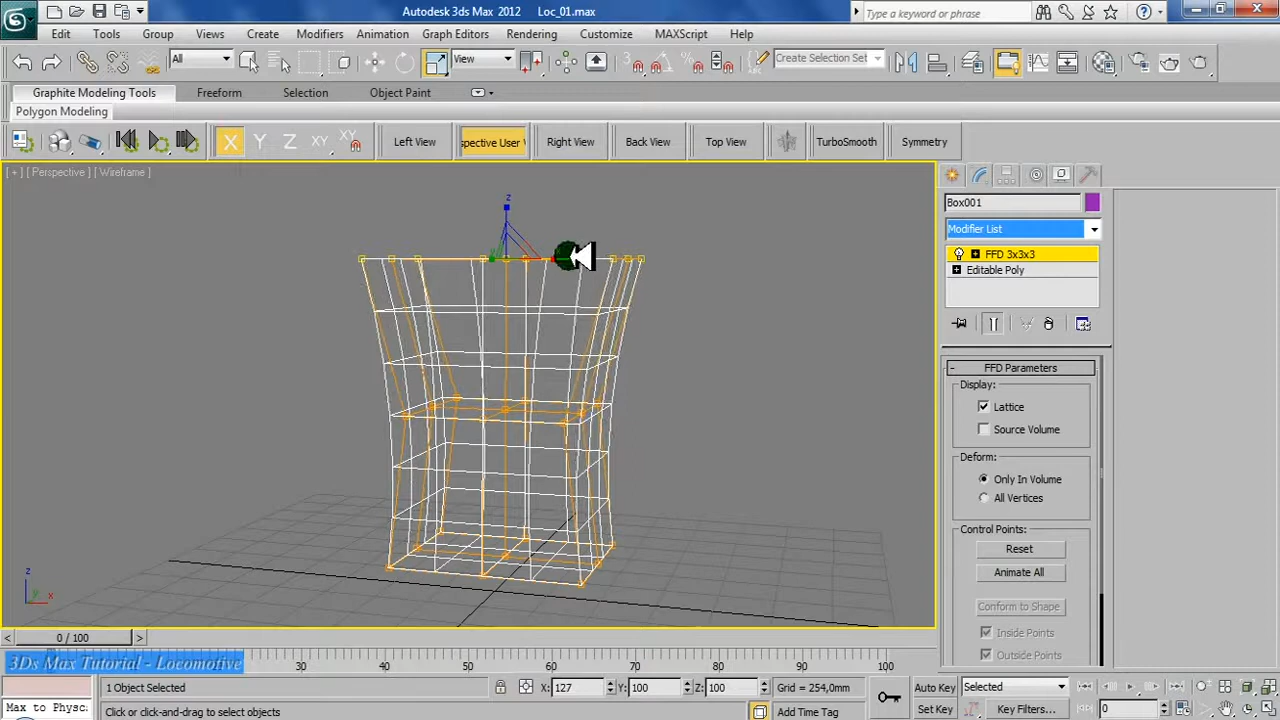 Autodesk 3ds Max 2012 Loc_01.max
Type a keyword or phrase
Edit Tools Group Views Create Modifiers Animation Graph Editors Rendering Customize MAXScript Help
All View Create Selection Set
Graphite Modeling Tools Freeform Selection Object Paint
Polygon Modeling
X Y Z XY XY Left View spective User V Right View Back View Top View TurboSmooth Symmetry
[ + ] [ Perspective ] [ Wireframe ]
Box001
Modifier List
FFD 3x3x3
Editable Poly
z
FFD Parameters
Display:
Lattice
Source Volume
Deform:
Only In Volume
All Vertices
Control Points:
Reset
Animate All
Conform to Shape
Inside Points
Outside Points
z
y
x
< 0 / 100 >
3Ds Max Tutorial - Locomotive
30 40 50 60 70 80 90 100
1 Object Selected X: 127 Y: 100 Z: 100 Grid = 254,0mm Auto Key Selected
Max to Physc Click or click-and-drag to select objects Add Time Tag Set Key Key Filters... 0